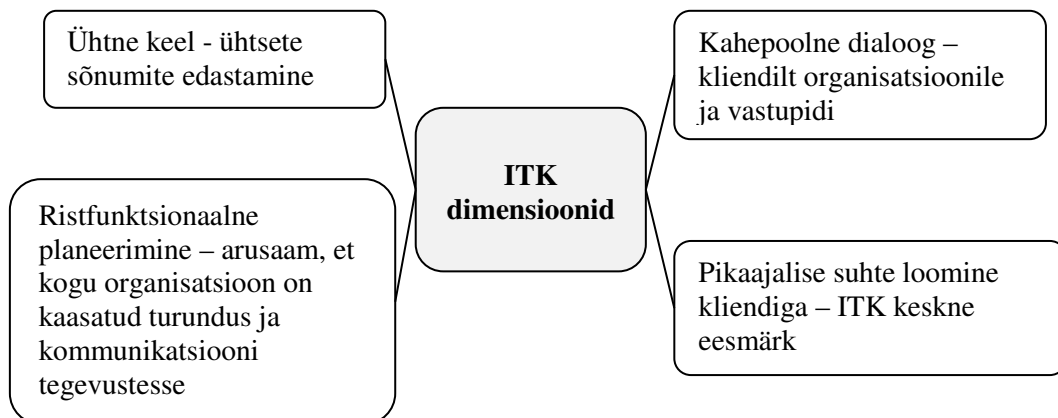 Ühtne keel - ühtsete
sõnumite edastamine
Kahepoolne dialoog –
kliendilt organisatsioonile
ja vastupidi
ITK
dimensioonid
Ristfunktsionaalne
planeerimine – arusaam, et
kogu organisatsioon on
kaasatud turundus ja
kommunikatsiooni
tegevustesse
Pikaajalise suhte loomine
kliendiga – ITK keskne
eesmärk